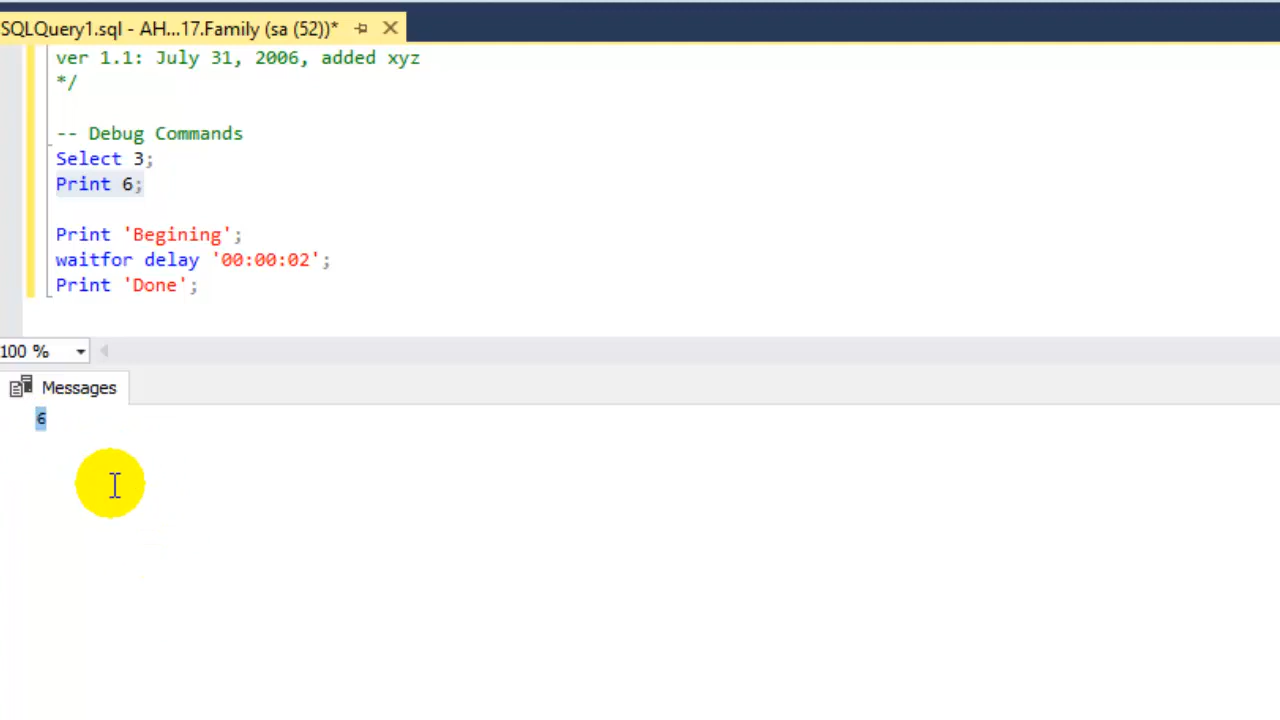 SQLQuery1.sql - AH...17.Family (sa (52))*
ver 1.1: July 31, 2006, added xyz
*/
-- Debug Commands
Select 3;
Print 6;
Print 'Begining';
waitfor delay '00:00:02';
Print 'Done';
100 %
Messages
6